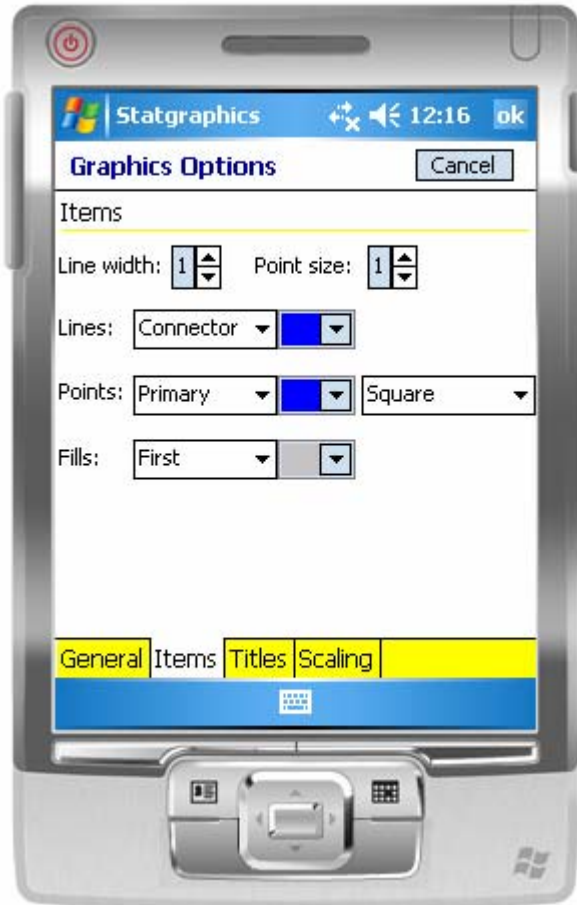 Statgraphics 12:16 ok
Graphics Options Cancel
Items
Line width: 1 Point size: 1
Lines: Connector
Points: Primary Square
Fills: First
General Items Titles Scaling